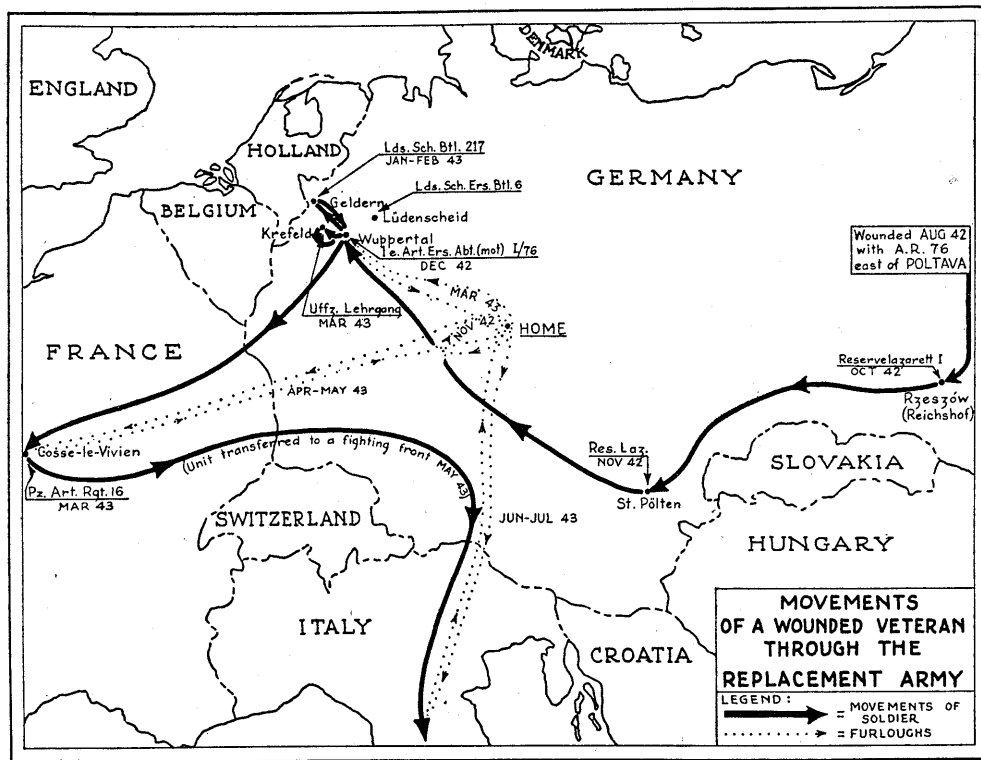 ENGLAND
DENMARK
HOLLAND
Lds. Sch. Btl. 217
JAN-FEB 43
GERMANY
Lds. Sch. Ers. Btl. 6
BELGIUM
Geldern
Lüdenscheid
Krefeld
Wuppertal
le. Art. Ers. Abt. (mot) I/76
DEC 42
Wounded AUG 42
with A.R. 76
east of POLTAVA
Uffz. Lehrgang
MAR 43
MAR 43
NOV 42
HOME
FRANCE
Reservelazarett I
OCT 42
Rzeszów
(Reichshof)
APR-MAY 43
Cosse-le-Vivien
(Unit transferred to a fighting front MAY 43)
Pz. Art. Rgt. 16
MAR 43
Res. Laz.
NOV 42
St. Pölten
SLOVAKIA
SWITZERLAND
JUN-JUL 43
HUNGARY
ITALY
CROATIA
MOVEMENTS
OF A WOUNDED VETERAN
THROUGH THE
REPLACEMENT ARMY
LEGEND:
= MOVEMENTS OF
SOLDIER
= FURLOUGHS